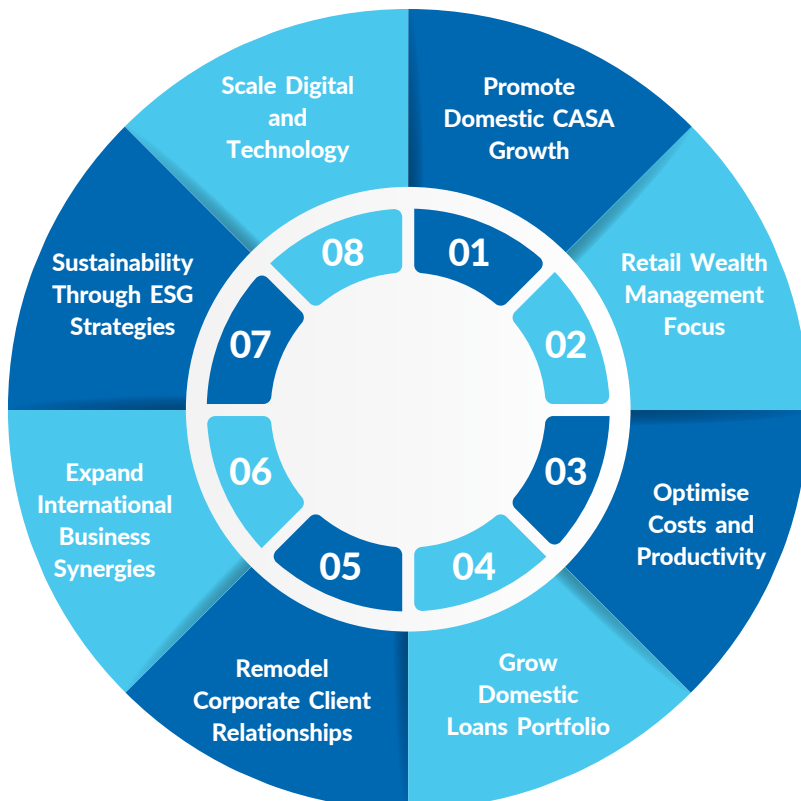 01
Promote
Domestic CASA
Growth
02
Retail Wealth
Management
Focus
03
Optimise
Costs and
Productivity
04
Grow
Domestic
Loans Portfolio
05
Remodel
Corporate Client
Relationships
06
Expand
International
Business
Synergies
07
Sustainability
Through ESG
Strategies
08
Scale Digital
and
Technology